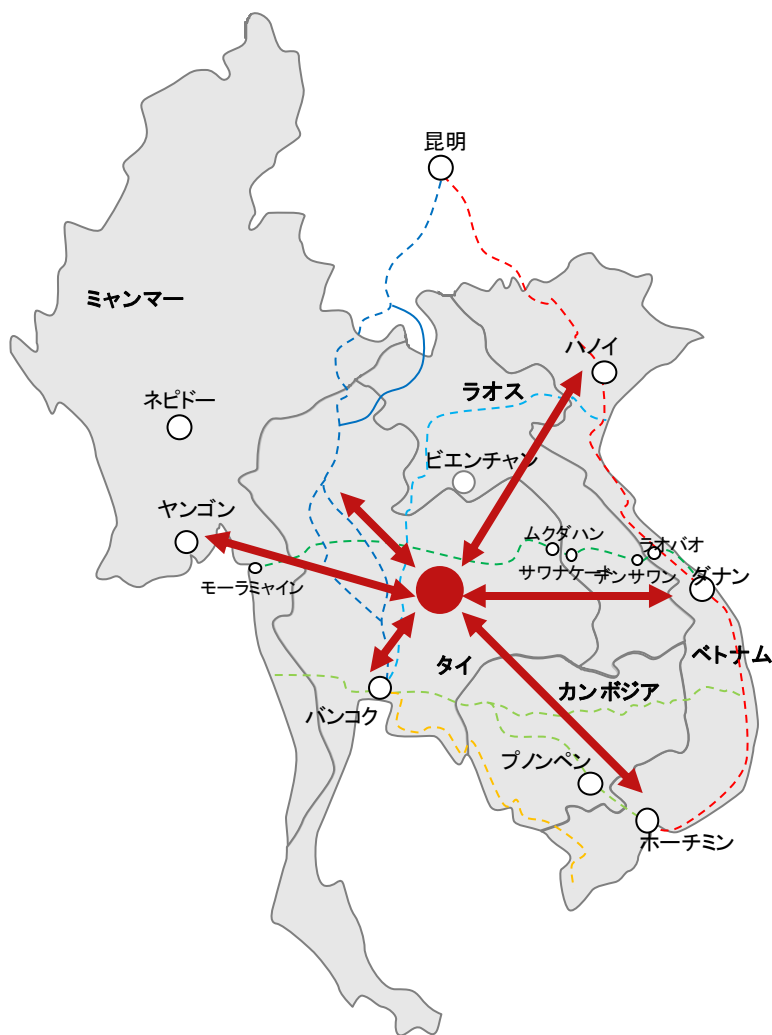 昆明
ミャンマー
ハノイ
ラオス
ネピドー
ビエンチャン
ヤンゴン
ムクダハン
ラオバオ
モーラミャイン
サワナケート
デンサワン
ダナン
タイ
ベトナム
カンボジア
バンコク
プノンペン
ホーチミン